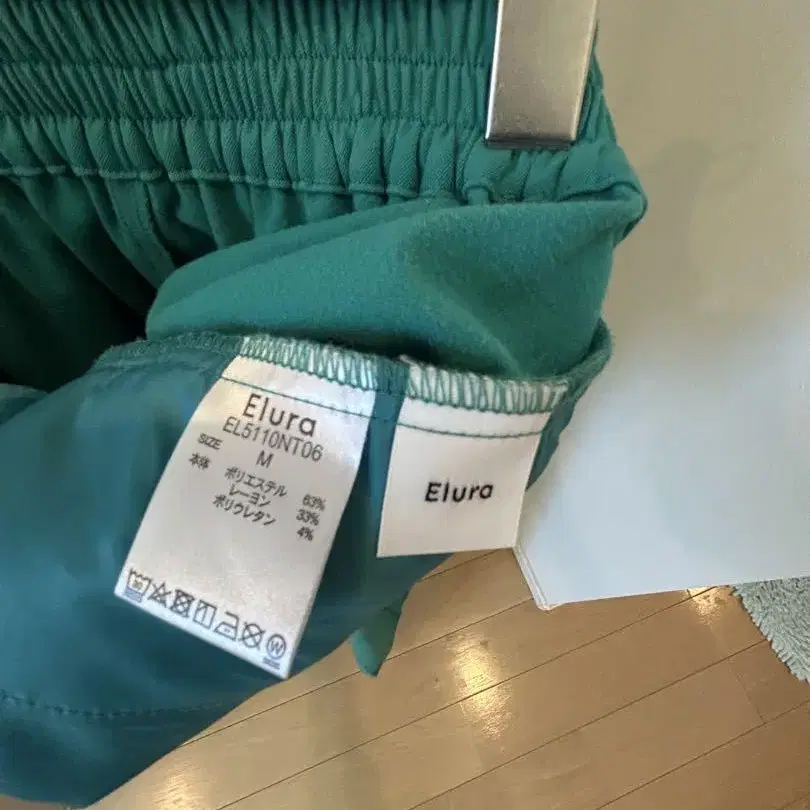 Elura
EL5110NT06
SIZE M
本体 ポリエステル 63%
レーヨン 33%
ポリウレタン 4%
W
Elura